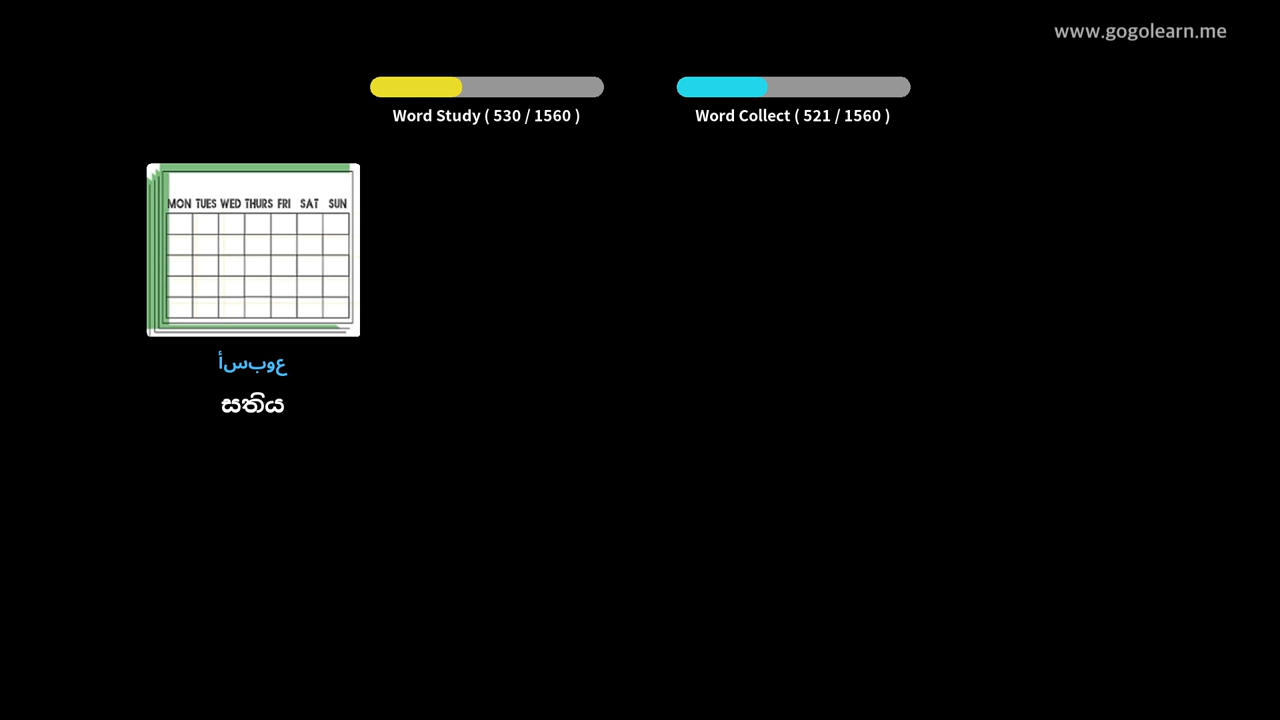 www.gogolearn.me
Word Study ( 530 / 1560 )
Word Collect ( 521 / 1560 )
MON TUES WED THURS FRI SAT SUN
عوبسأ
සතිය